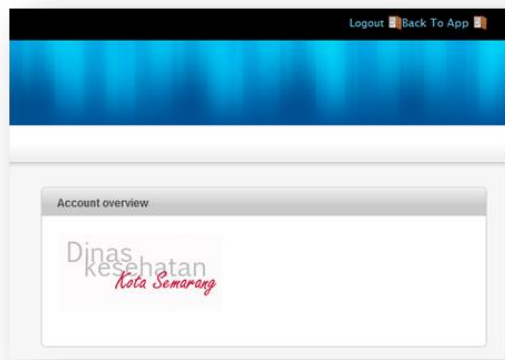 Logout Back To App
Account overview
Dinas
kesehatan
Kota Semarang